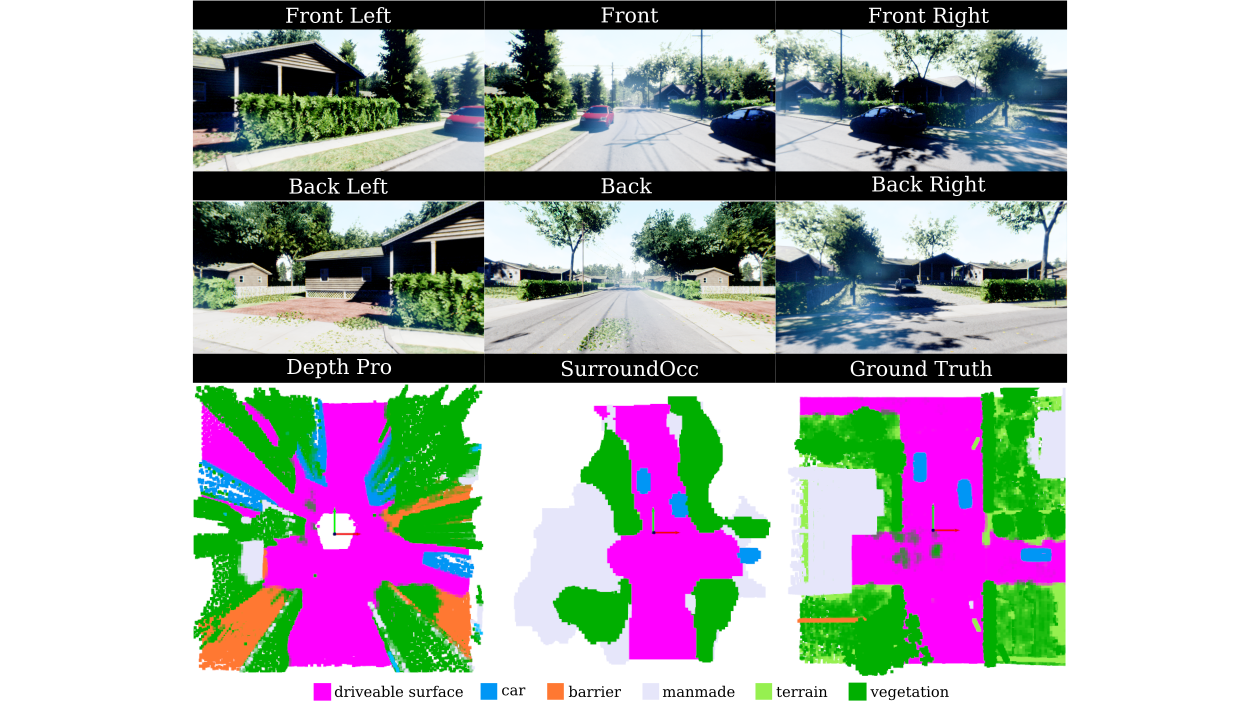 Front Left Front Front Right
Back Left Back Back Right
Depth Pro SurroundOcc Ground Truth
driveable surface car barrier manmade terrain vegetation